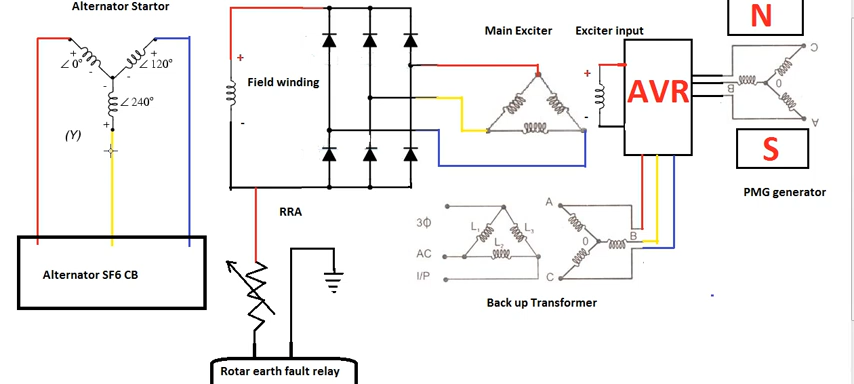 Alternator Startor
N
Main Exciter
Exciter input
+
+
∠0°
∠120°
-
-
-
∠240°
+
(Y)
+
Field winding
-
+
-
AVR
C
0
B
A
S
PMG generator
RRA
3Φ
AC
I/P
L₁
L₂
L₃
A
B
0
C
Back up Transformer
Alternator SF6 CB
Rotar earth fault relay